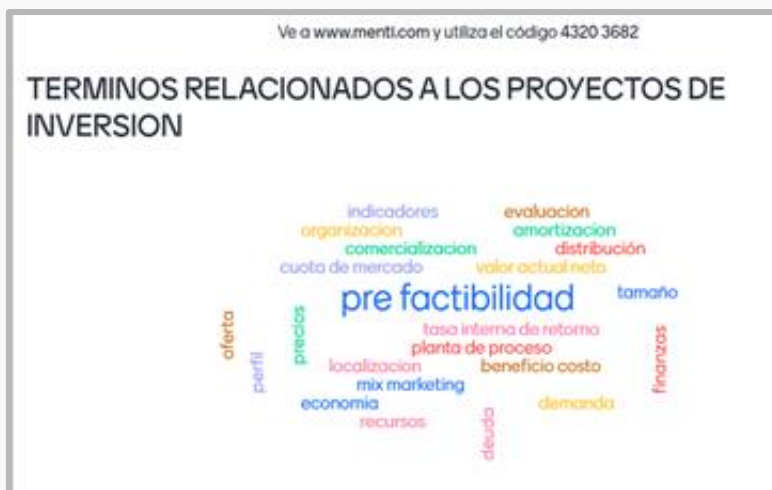 Ve a www.menti.com y utiliza el código 4320 3682
TERMINOS RELACIONADOS A LOS PROYECTOS DE
INVERSION
indicadores evaluacion
organizacion amortizacion
comercializacion distribución
cuota de mercado valor actual neto
pre factibilidad tamaño
oferta
perfil
precios
tasa interna de retorno
planta de proceso
localizacion beneficio costo
finanzas
mix marketing
economia demanda
recursos
deuda